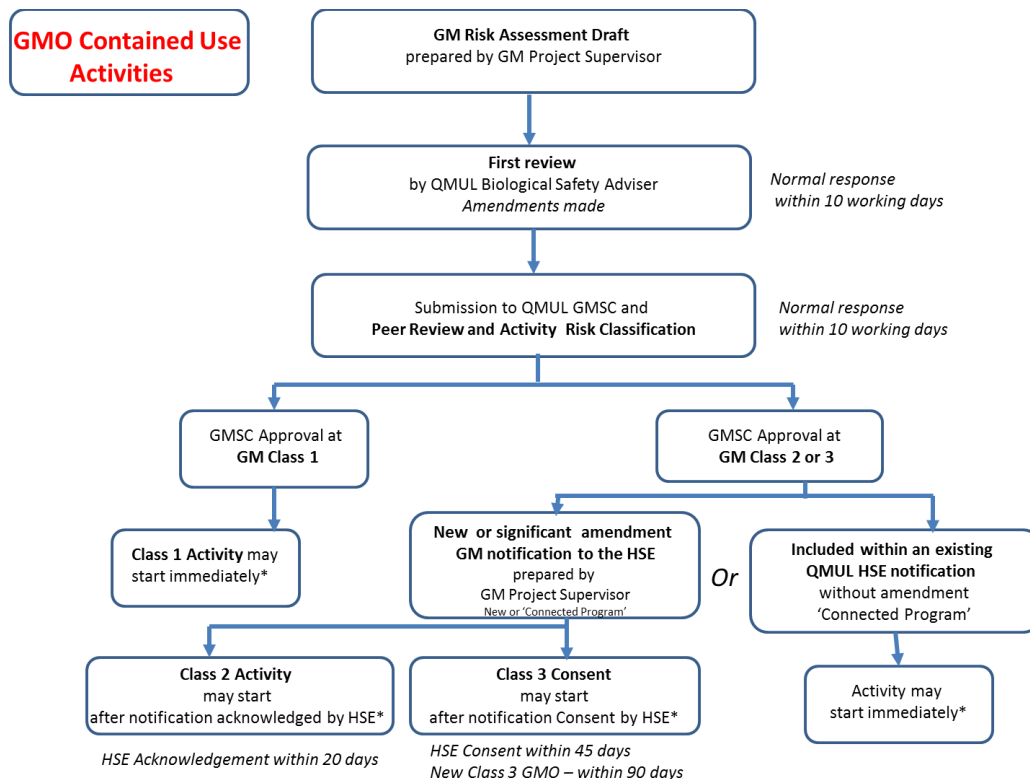 GMO Contained Use
Activities
GM Risk Assessment Draft
prepared by GM Project Supervisor
First review
by QMUL Biological Safety Adviser
Amendments made
Normal response
within 10 working days
Submission to QMUL GMSC and
Peer Review and Activity Risk Classification
Normal response
within 10 working days
GMSC Approval at
GM Class 1
GMSC Approval at
GM Class 2 or 3
Class 1 Activity may
start immediately*
New or significant amendment
GM notification to the HSE
prepared by
GM Project Supervisor
New or 'Connected Program'
Or
Included within an existing
QMUL HSE notification
without amendment
'Connected Program'
Class 2 Activity
may start
after notification acknowledged by HSE*
Class 3 Consent
may start
after notification Consent by HSE*
Activity may
start immediately*
HSE Acknowledgement within 20 days
HSE Consent within 45 days
New Class 3 GMO – within 90 days